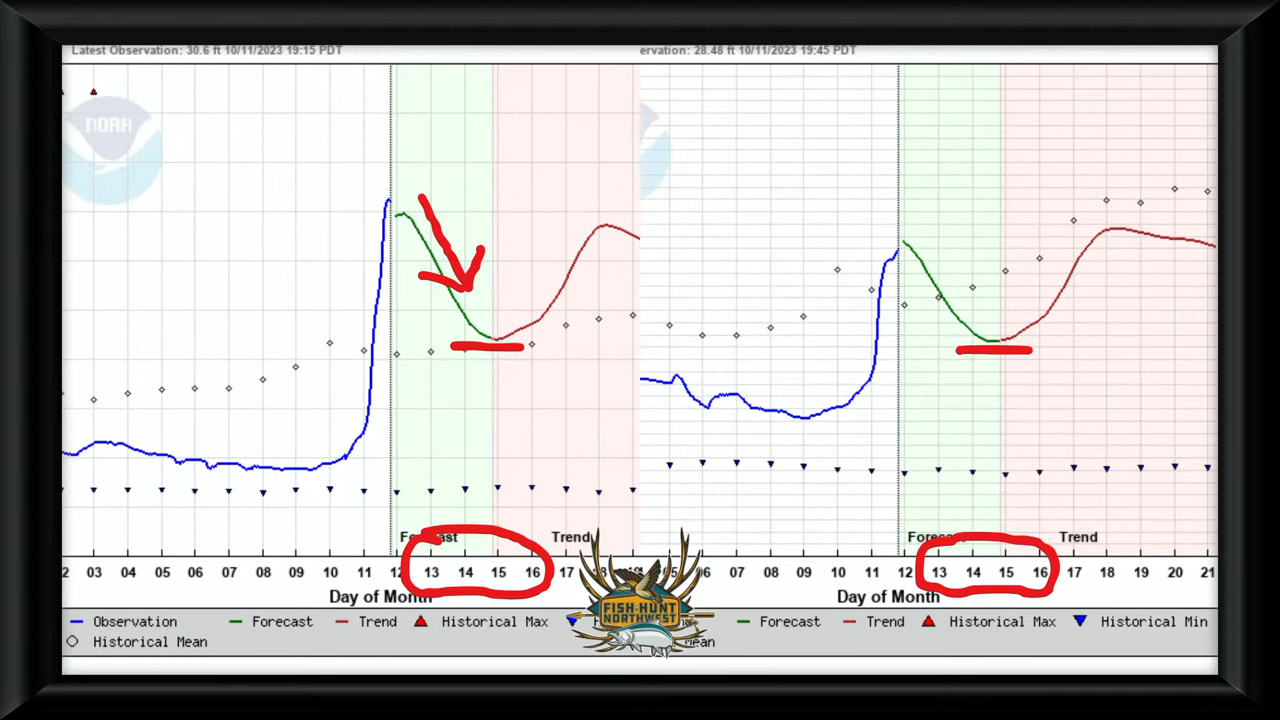 Latest Observation: 30.6 ft 10/11/2023 19:15 PDT
ervation: 28.48 ft 10/11/2023 19:45 PDT
NOAA
Forecast
Trend
Trend
2 03 04 05 06 07 08 09 10 11 12 13 14 15 16 17
05 06 07 08 09 10 11 12 13 14 15 16 17 18 19 20 21
Day of Month
Day of Month
Observation Forecast Trend Historical Max
Historical Mean
Forecast Trend Historical Max Historical Min
FISH HUNT
NORTHWEST